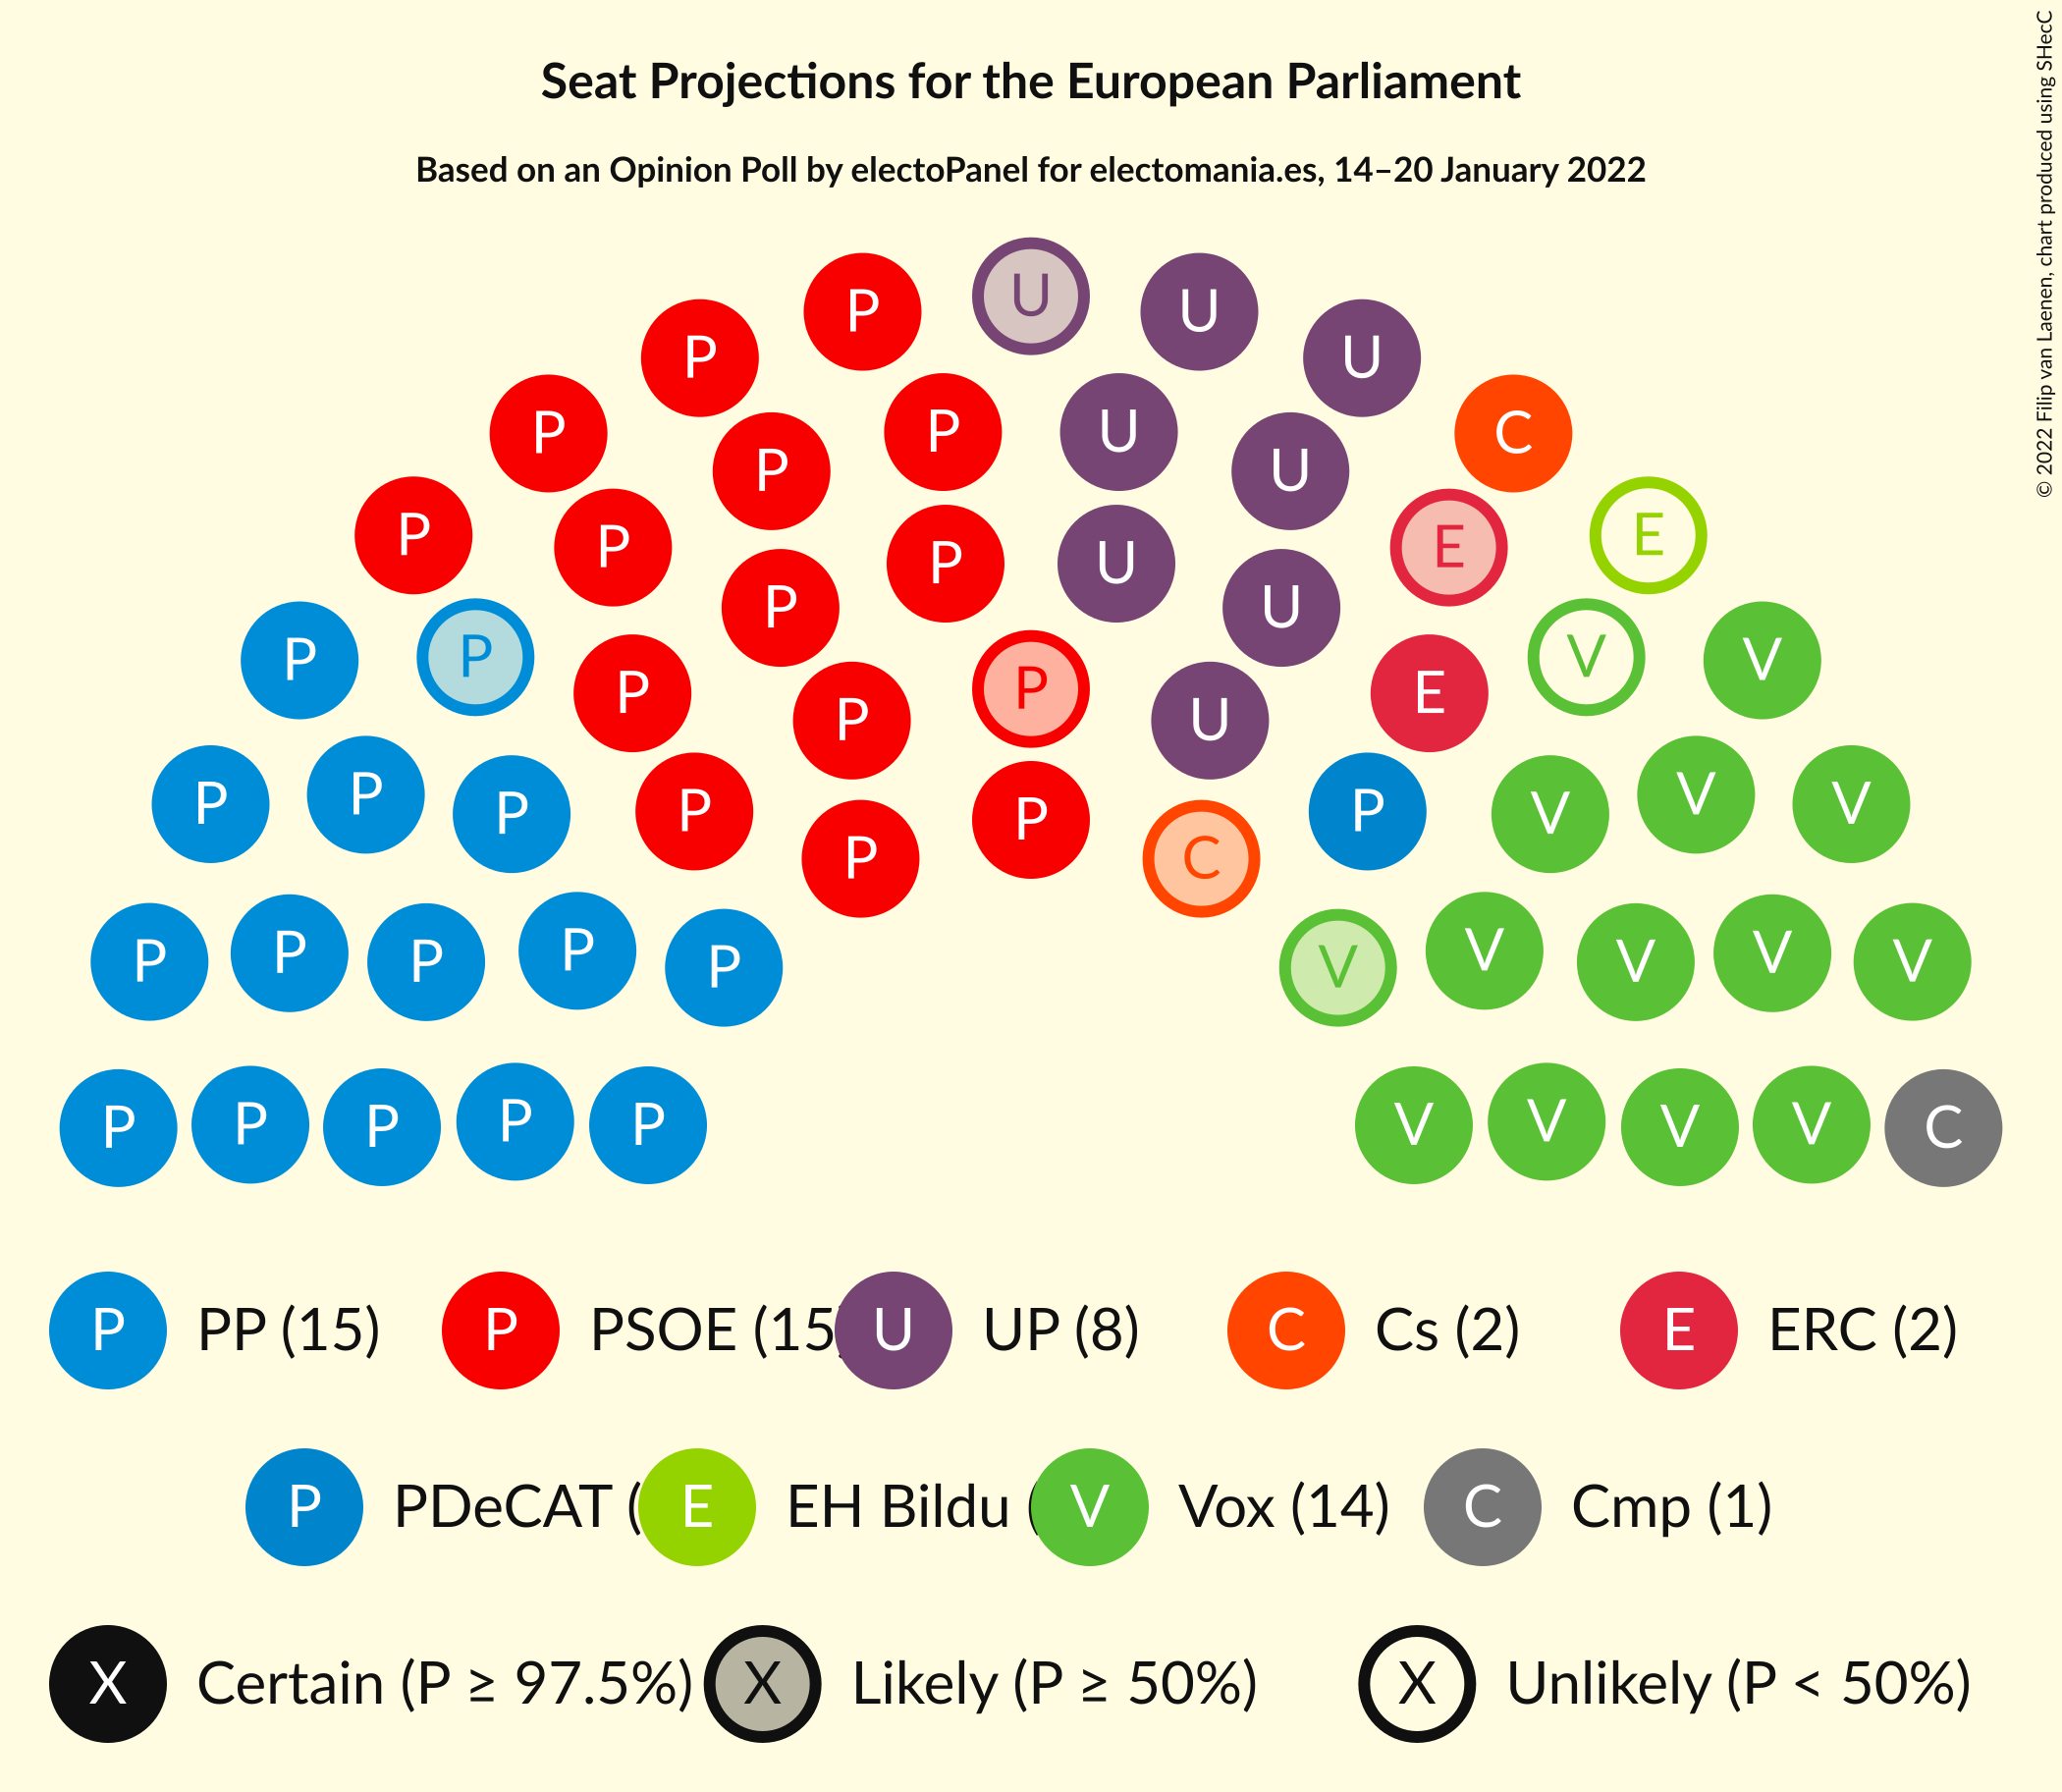 Seat Projections for the European Parliament
Based on an Opinion Poll by electoPanel for electomania.es, 14–20 January 2022
© 2022 Filip van Laenen, chart produced using SHecC
U
P U
P U
P C
P U
P U
P E
P E
P U
P U
P V
P V
P E
P P
P U
P P
P V
P V
P V
P C
P V
P V
P V
P V
P V
P V
P V
P V
P V
P C
P PP (15) P PSOE (15 U UP (8) C Cs (2) E ERC (2)
P PDeCAT ( E EH Bildu ( V Vox (14) C Cmp (1)
X Certain (P ≥ 97.5%) X Likely (P ≥ 50%) X Unlikely (P < 50%)